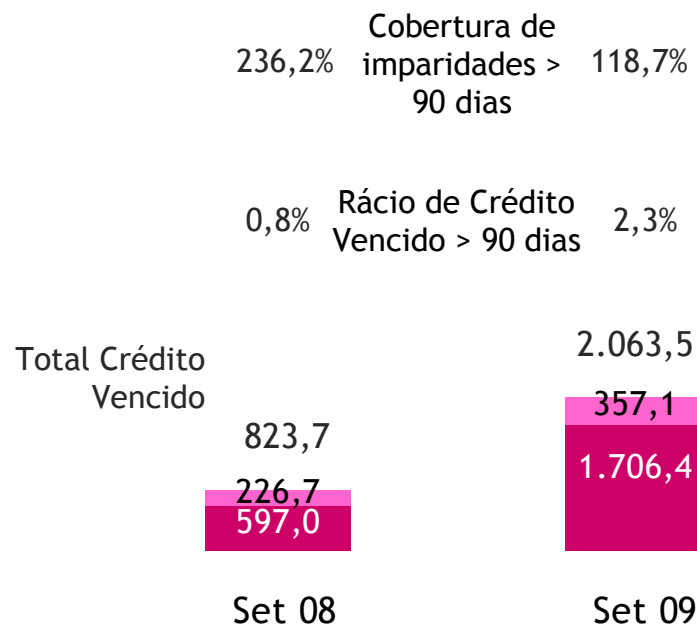 Cobertura de
236,2% imparidades > 118,7%
90 dias
Rácio de Crédito
0,8% 2,3%
Vencido > 90 dias
2.063,5
Total Crédito
Vencido
357,1
823,7
1.706,4
226,7
597,0
Set 08 Set 09